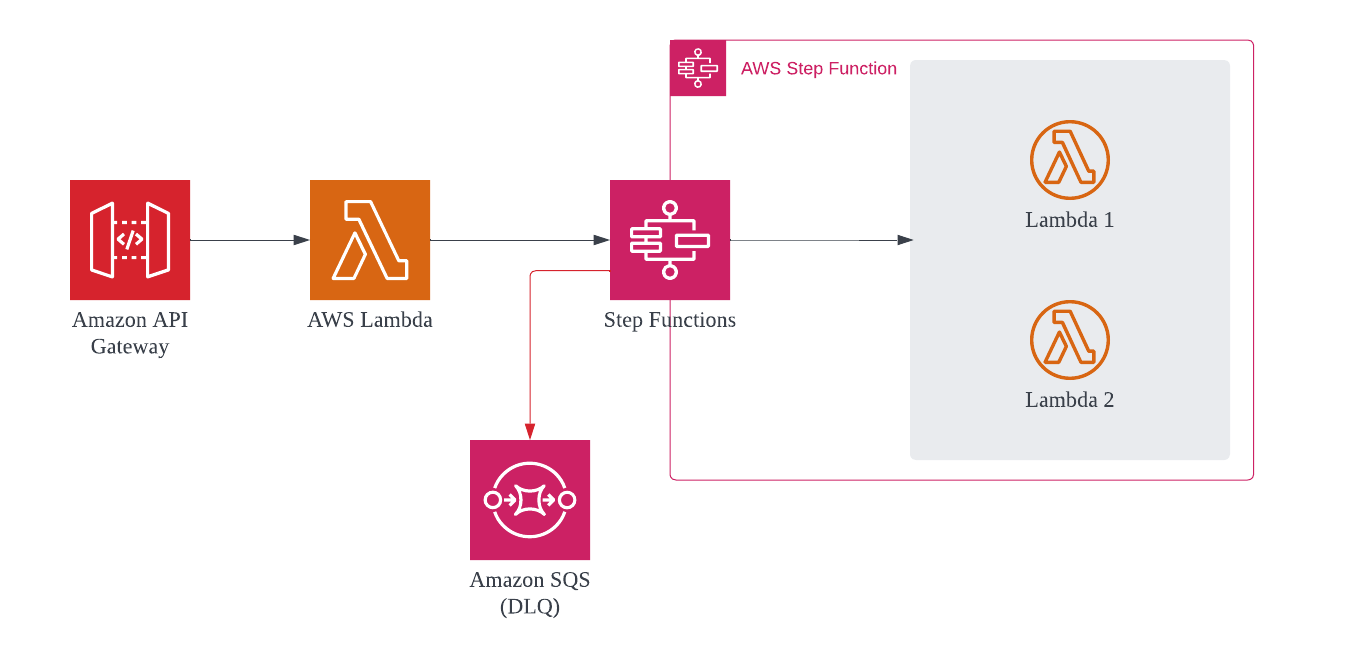 AWS Step Function
Lambda 1
</>
Amazon API
Gateway
AWS Lambda
Step Functions
Lambda 2
Amazon SQS
(DLQ)